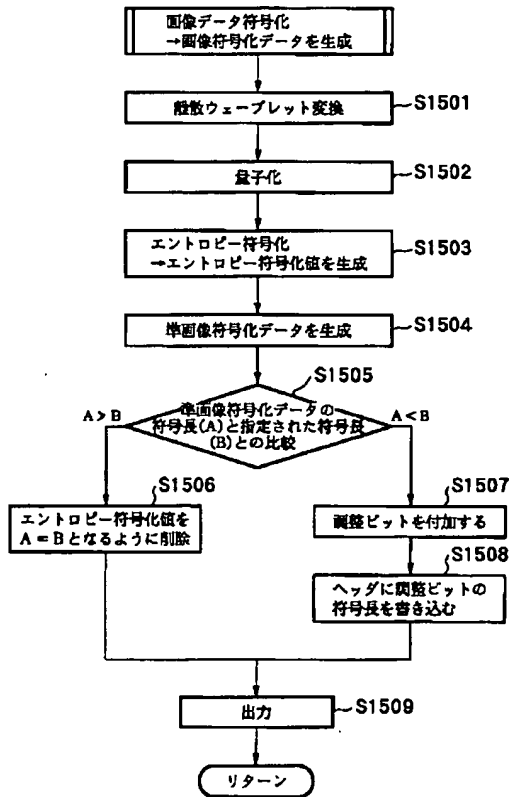 画像データ符号化
→画像符号化データを生成
離散ウェーブレット変換
S1501
量子化
S1502
エントロピー符号化
→エントロピー符号化値を生成
S1503
準画像符号化データを生成
S1504
S1505
A > B
準画像符号化データの
符号長(A)と指定された符号長
(B)との比較
A < B
S1506
エントロピー符号化値を
A = Bとなるように削除
S1507
調整ビットを付加する
S1508
ヘッダに調整ビットの
符号長を書き込む
出力
S1509
リターン